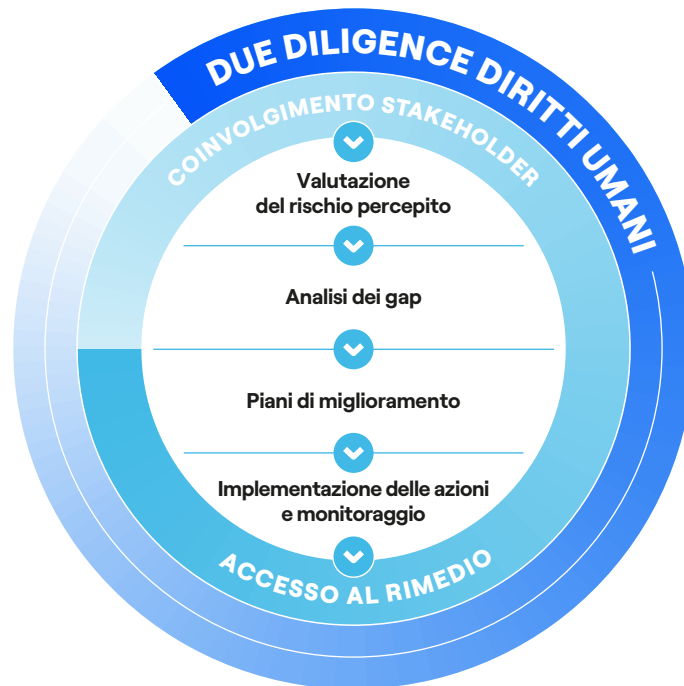 DUE DILIGENCE DIRITTI UMANI
COINVOLGIMENTO STAKEHOLDER
Valutazione
del rischio percepito
Analisi dei gap
Piani di miglioramento
Implementazione delle azioni
e monitoraggio
ACCESSO AL RIMEDIO